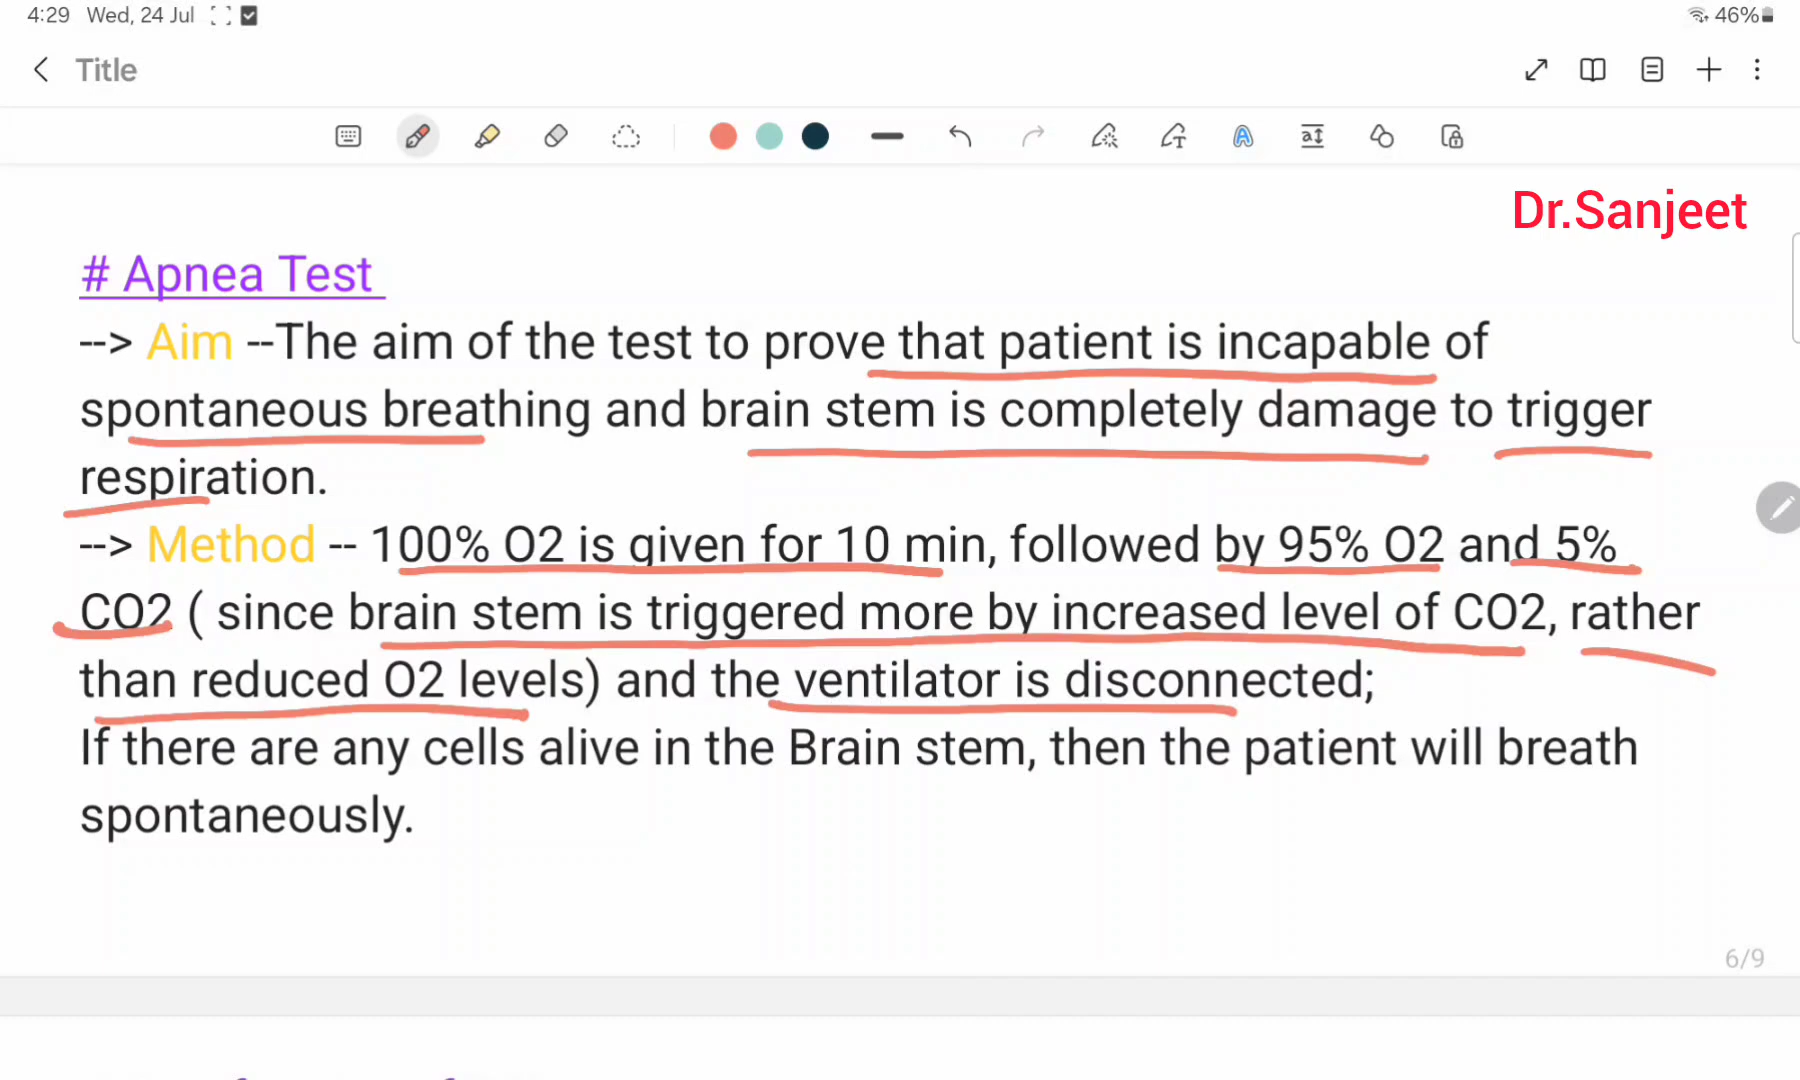 4:29 Wed, 24 Jul 46%
Title
Dr.Sanjeet
# Apnea Test
--> Aim --The aim of the test to prove that patient is incapable of
spontaneous breathing and brain stem is completely damage to trigger
respiration.
--> Method -- 100% O2 is given for 10 min, followed by 95% O2 and 5%
CO2 ( since brain stem is triggered more by increased level of CO2, rather
than reduced O2 levels) and the ventilator is disconnected;
If there are any cells alive in the Brain stem, then the patient will breath
spontaneously.
6/9